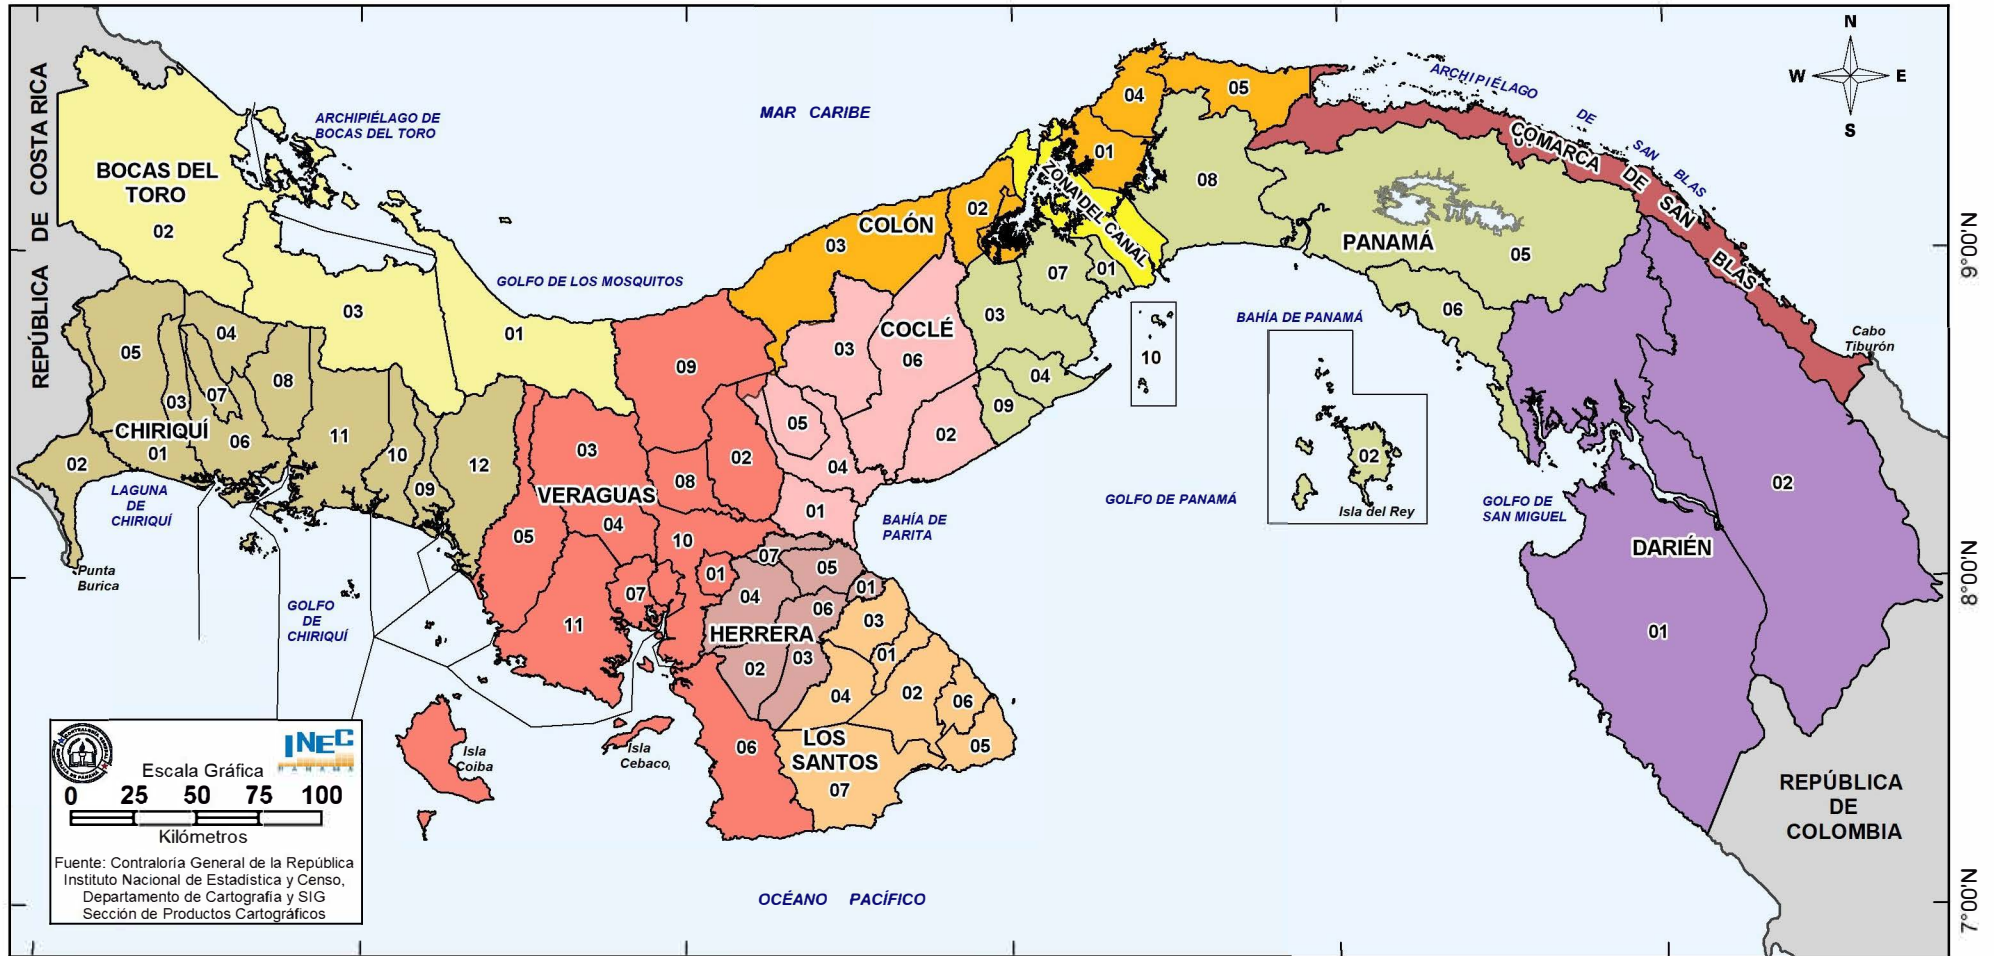 N
W E
S
REPÚBLICA DE COSTA RICA
ARCHIPIÉLAGO DE
BOCAS DEL TORO
MAR CARIBE
ARCHIPIÉLAGO DE SAN BLAS
BOCAS DEL
TORO
02
03
01
GOLFO DE LOS MOSQUITOS
COLÓN
03
02
01
04
05
ZONA DEL CANAL
COMARCA DE SAN BLAS
PANAMÁ
08
05
06
07
01
03
04
09
10
02
Isla del Rey
BAHÍA DE PANAMÁ
Cabo
Tiburón
9°00'N
8°00'N
7°00'N
CHIRIQUÍ
05
04
08
03
07
06
01
02
11
10
09
12
LAGUNA
DE
CHIRIQUÍ
Punta
Burica
GOLFO
DE
CHIRIQUÍ
VERAGUAS
09
03
02
08
05
04
10
01
07
11
06
Isla
Coiba
Isla
Cebaco
COCLÉ
03
06
05
02
04
01
BAHÍA DE
PARITA
GOLFO DE PANAMÁ
GOLFO DE
SAN MIGUEL
HERRERA
07
05
01
04
06
03
02
LOS
SANTOS
03
01
04
02
06
05
07
DARIÉN
02
01
REPÚBLICA
DE
COLOMBIA
OCÉANO PACÍFICO
INEC
PANAMÁ
Escala Gráfica
0 25 50 75 100
Kilómetros
Fuente: Contraloría General de la República
Instituto Nacional de Estadística y Censo,
Departamento de Cartografía y SIG
Sección de Productos Cartográficos